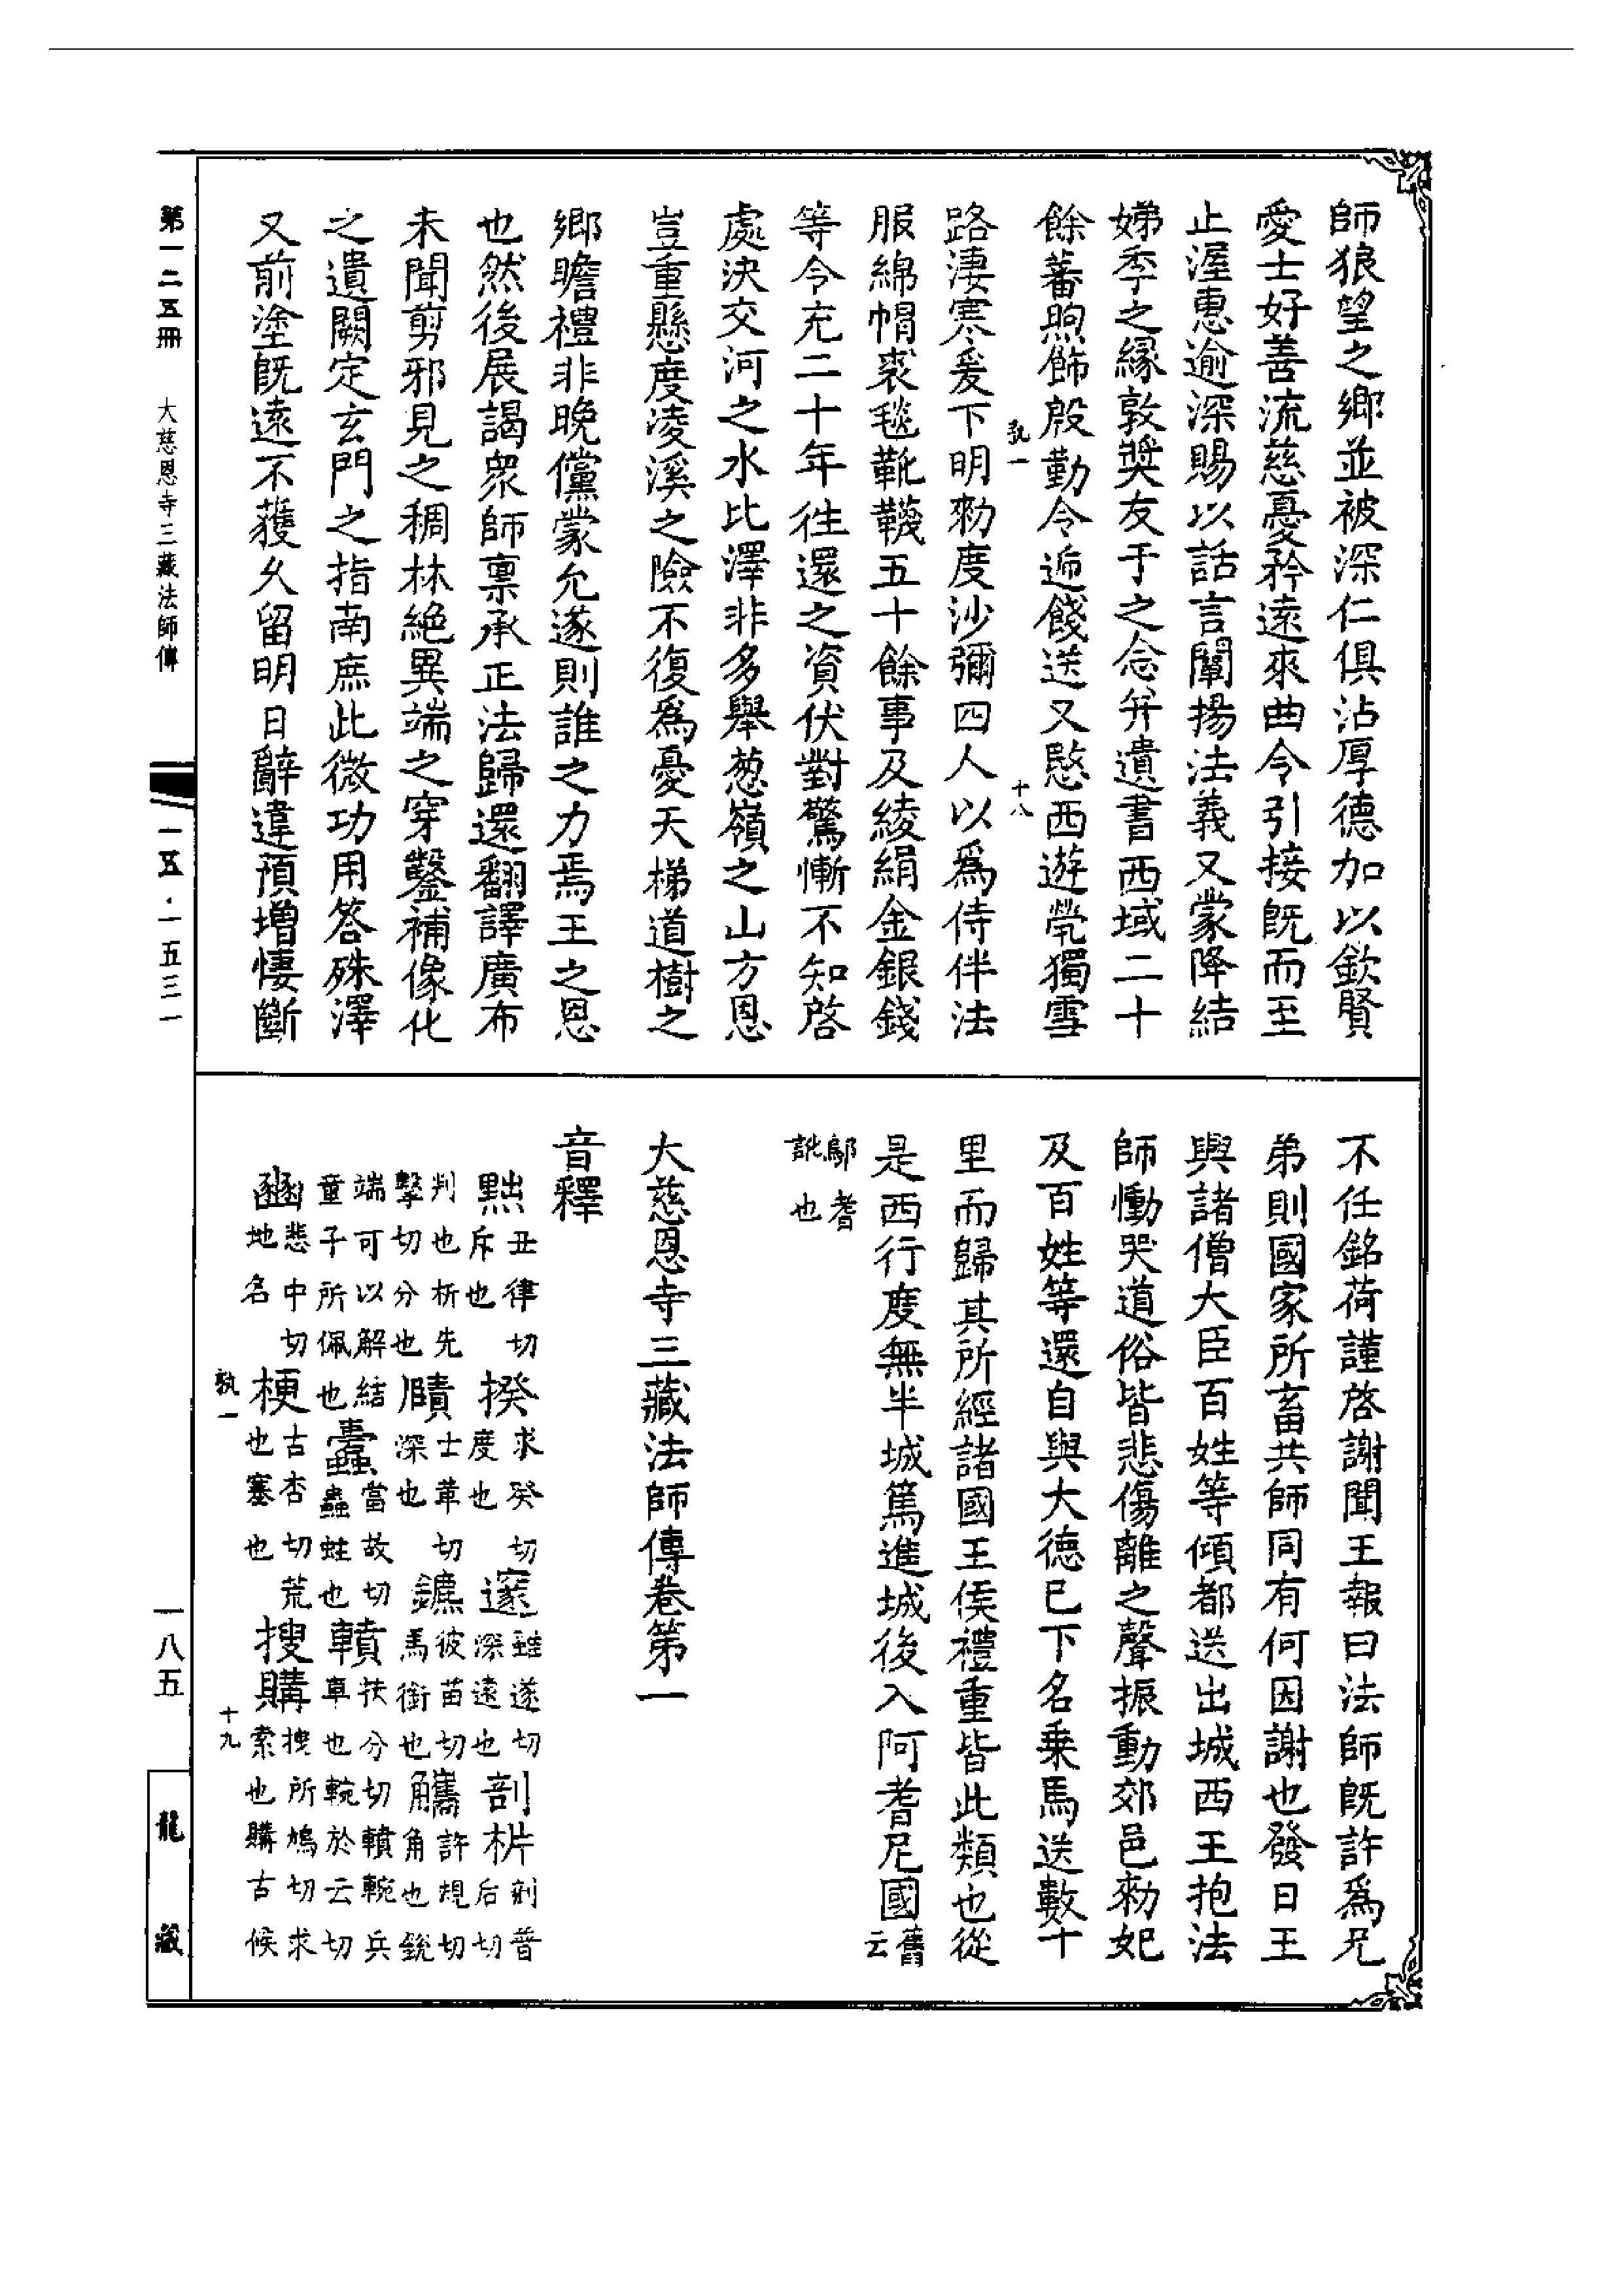 師狼望之鄉並被深仁俱沾厚德加以欽賢
愛士好善流慈憂矜遠來曲令引接既而至
止渥惠逾深賜以話言闡揚法義又蒙降結
娣季之緣敦獎友于之念并遺書西域二十
餘蕃煦飾殷勤令遞餞送又愍西遊煢獨雪
孰一
十八
路淒寒爰下明勑度沙彌四人以爲侍伴法
服綿帽裘毯靴韈五十餘事及綾絹金銀錢
等令充二十年往還之資伏對驚慚不知啓
處決交河之水比澤非多舉葱嶺之山方恩
豈重懸度凌溪之險不復爲憂天梯道樹之
鄉瞻禮非晚儻蒙允遂則誰之力焉王之恩
也然後展謁衆師禀承正法歸還翻譯廣布
未聞剪邪見之稠林絕異端之穿鑿補像化
之遺闕定玄門之指南庶此微功用答殊澤
又前塗既遠不獲久留明日辭違預增悽斷
不任銘荷謹啓謝聞王報曰法師既許爲兄
弟則國家所畜共師同有何因謝也發日王
與諸僧大臣百姓等傾都送出城西王抱法
師慟哭道俗皆悲傷離之聲振動郊邑勑妃
及百姓等還自與大德已下名乗馬送數十
里而歸其所經諸國王侯禮重皆此類也從
是西行度無半城篤進城後入阿耆尼國舊云
鄔耆
訛也
大慈恩寺三藏法師傳卷第一
音釋
黜丑律切斥也揆求癸切度也邃雖遂切深遠也剖枿剖普后切
判也析先擊切分也賾士革切深也鑣彼苗切馬銜也觿許規切角也銳
端可以解結童子所佩也蠹當故切蠧蛀也轒扶分切轒輓兵車也輓於云切
豳悲中切地名梗古杏切荒也塞也搜購搜所鳩切求索也購古候
孰一
十九
第一二五冊
大慈恩寺三藏法師傳
一五·一五三一
一八五
龍藏